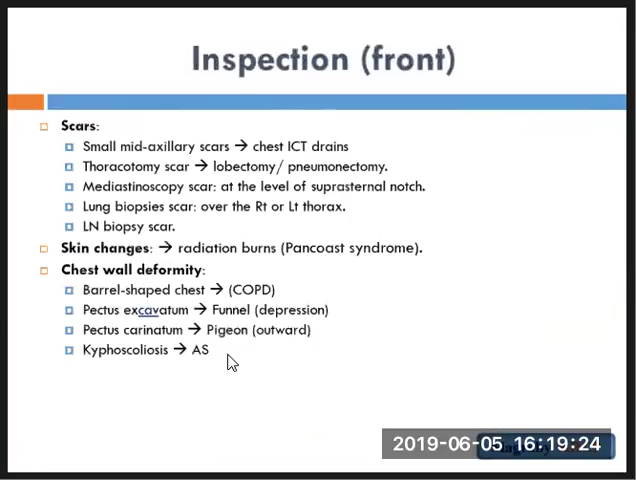 Inspection (front)
Scars:
Small mid-axillary scars → chest ICT drains
Thoracotomy scar → lobectomy/ pneumonectomy.
Mediastinoscopy scar: at the level of suprasternal notch.
Lung biopsies scar: over the Rt or Lt thorax.
LN biopsy scar.
Skin changes: → radiation burns (Pancoast syndrome).
Chest wall deformity:
Barrel-shaped chest → (COPD)
Pectus excavatum → Funnel (depression)
Pectus carinatum → Pigeon (outward)
Kyphoscoliosis → AS
2019-06-05 16:19:24